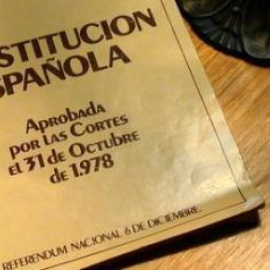 STITUCION
SPAÑOLA
APROBADA
POR LAS CORTES
EL 31 DE OCTUBRE
DE 1.978
REFERENDUM NACIONAL 6 DE DICIEMBRE.